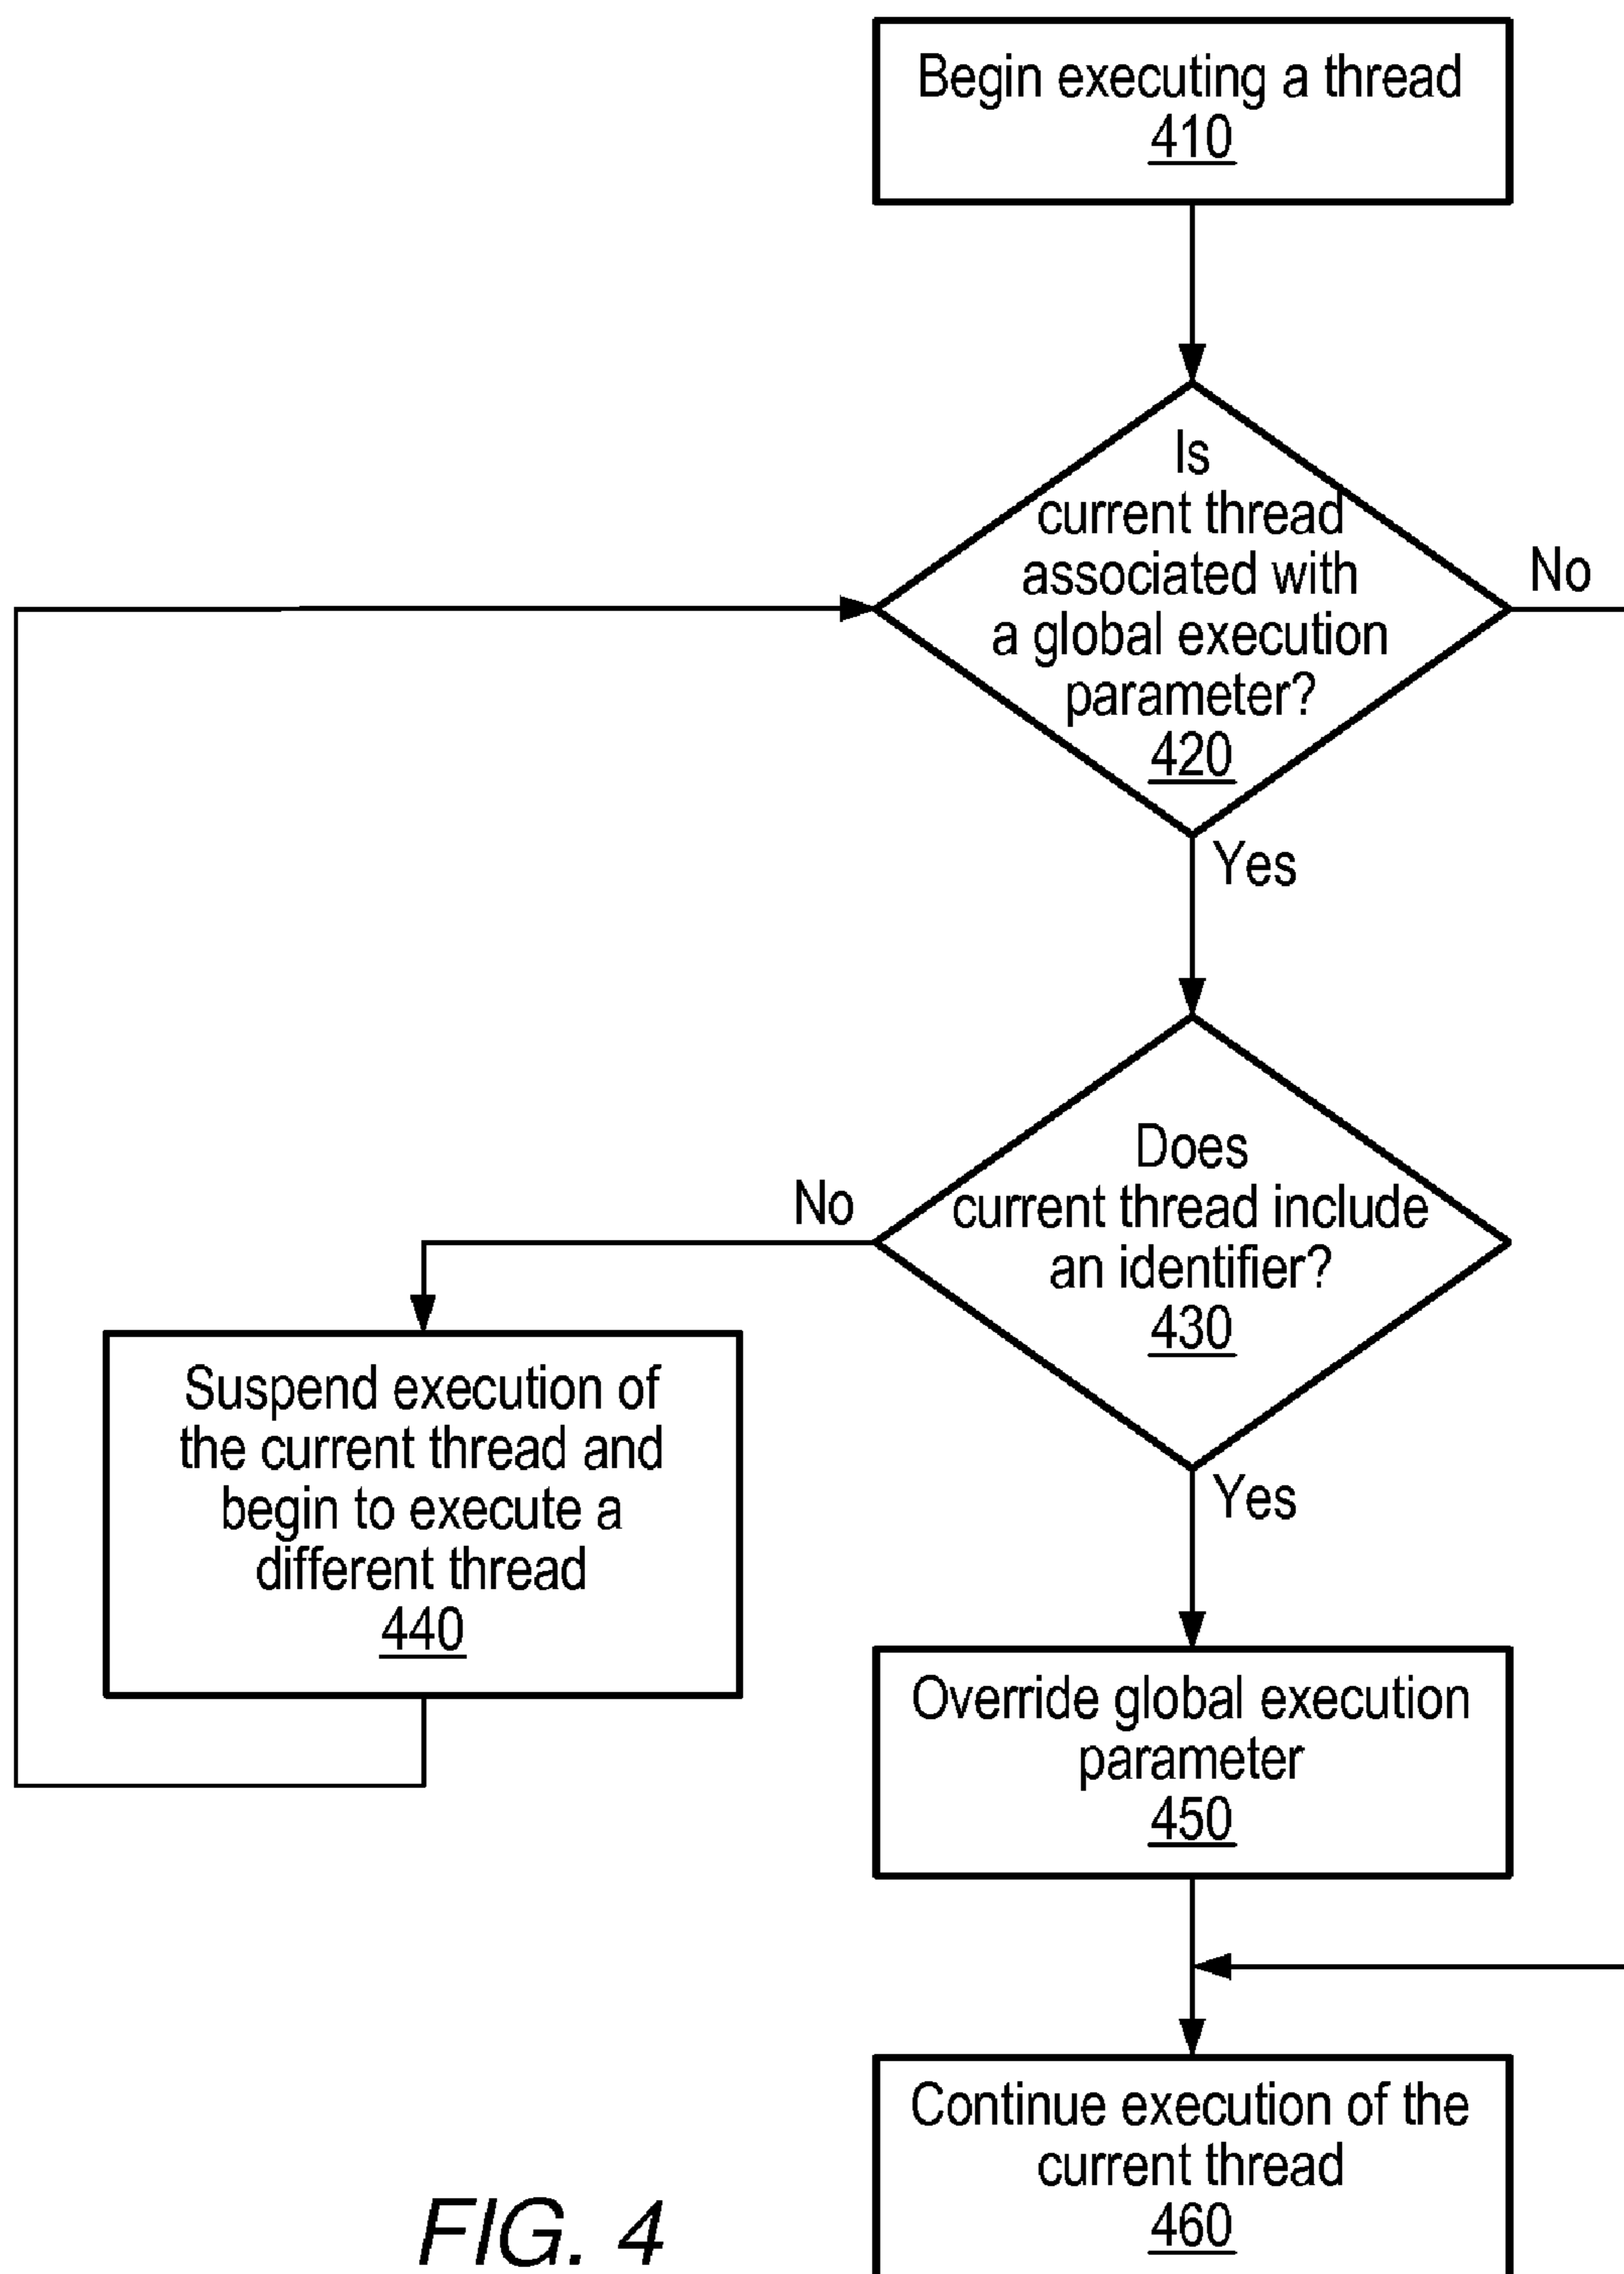 Begin executing a thread
410
Is
current thread
associated with
a global execution
parameter?
420
No
Yes
Does
current thread include
an identifier?
430
No
Yes
Suspend execution of
the current thread and
begin to execute a
different thread
440
Override global execution
parameter
450
Continue execution of the
current thread
460
FIG. 4